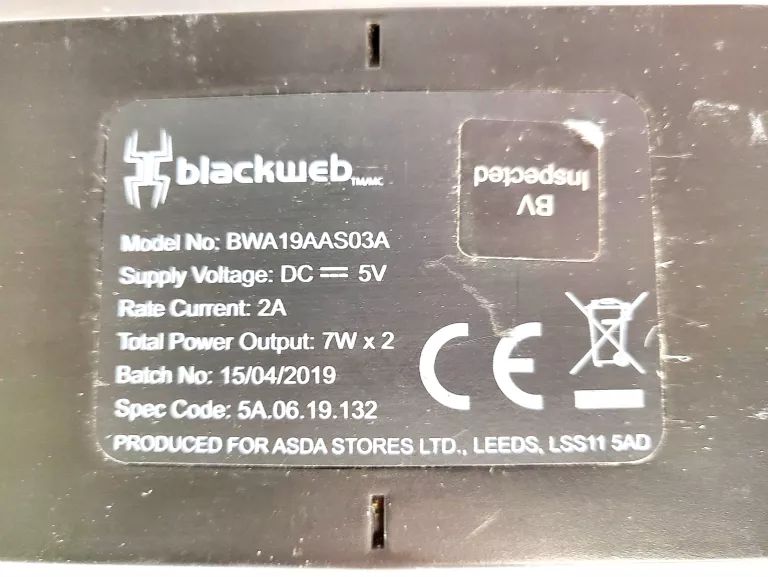 blackweb TM/MC
BV
Inspected
Model No: BWA19AAS03A
Supply Voltage: DC ⎓ 5V
Rate Current: 2A
Total Power Output: 7W x 2
Batch No: 15/04/2019
Spec Code: 5A.06.19.132
CE
PRODUCED FOR ASDA STORES LTD., LEEDS, LSS11 5AD